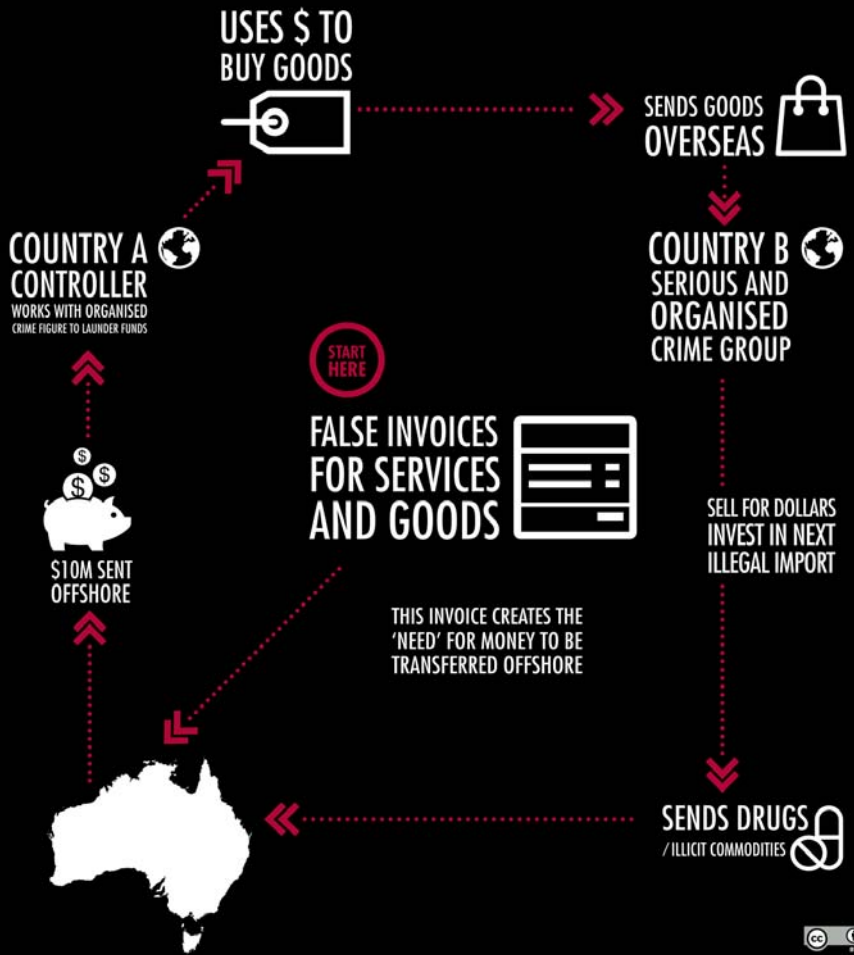 USES $ TO
BUY GOODS
SENDS GOODS
OVERSEAS
COUNTRY A
CONTROLLER
WORKS WITH ORGANISED
CRIME FIGURE TO LAUNDER FUNDS
COUNTRY B
SERIOUS AND
ORGANISED
CRIME GROUP
START
HERE
FALSE INVOICES
FOR SERVICES
AND GOODS
$
$
$
$10M SENT
OFFSHORE
SELL FOR DOLLARS
INVEST IN NEXT
ILLEGAL IMPORT
THIS INVOICE CREATES THE
'NEED' FOR MONEY TO BE
TRANSFERRED OFFSHORE
SENDS DRUGS
/ ILLICIT COMMODITIES
cc